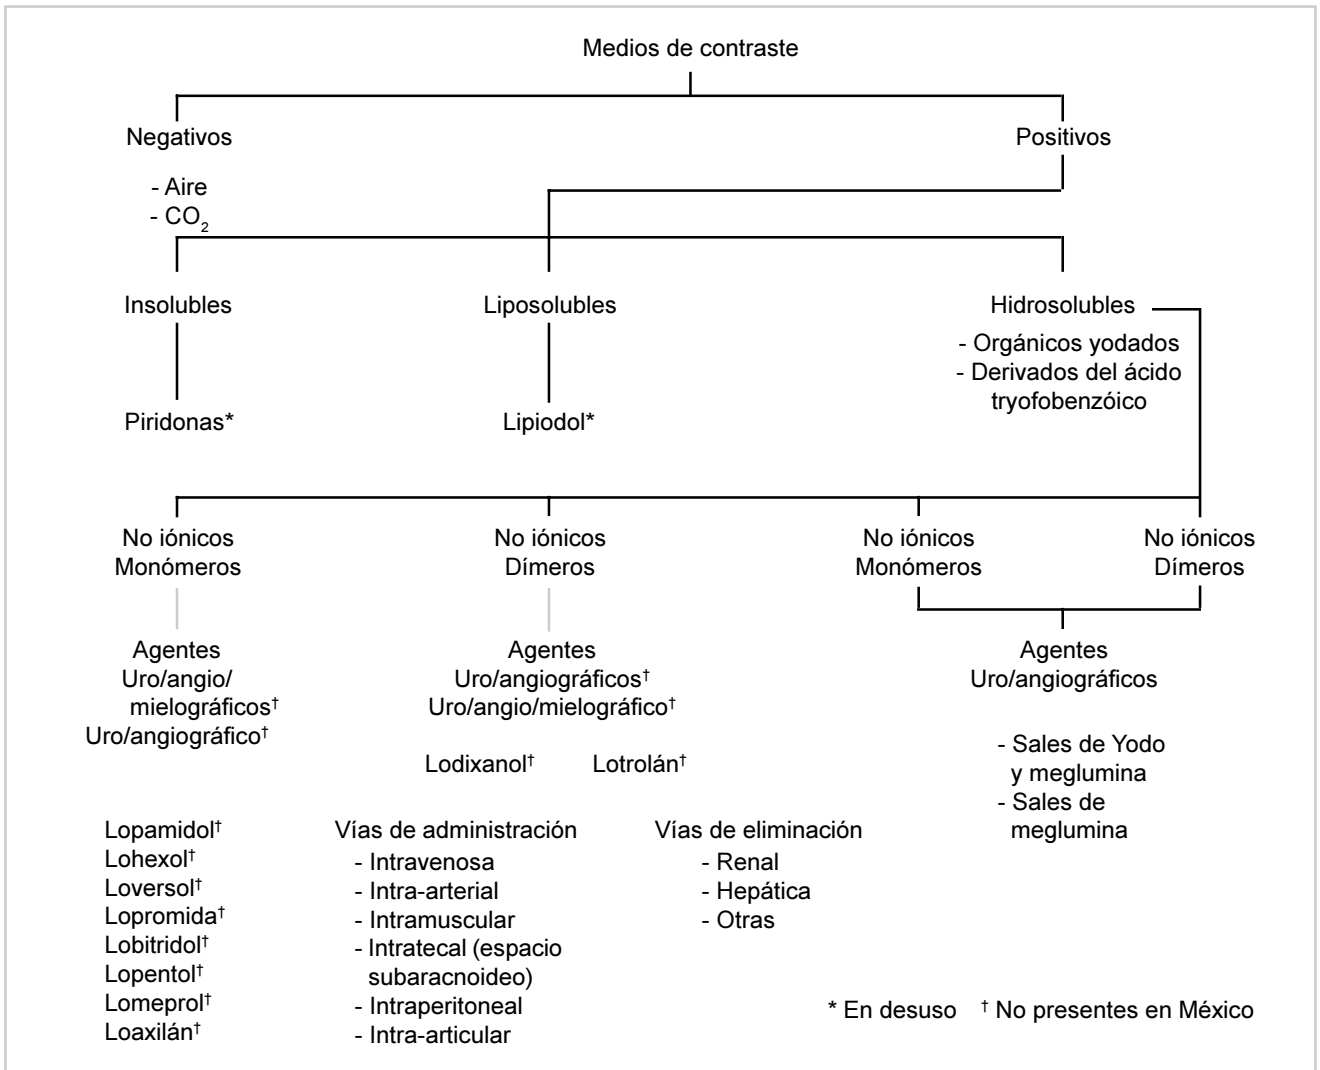 Medios de contraste
Negativos
Positivos
- Aire
- CO₂
Insolubles
Liposolubles
Hidrosolubles
- Orgánicos yodados
- Derivados del ácido
tryofobenzóico
Piridonas*
Lipiodol*
No iónicos
Monómeros
No iónicos
Dímeros
No iónicos
Monómeros
No iónicos
Dímeros
Agentes
Uro/angio/
mielográficos†
Uro/angiográfico†
Agentes
Uro/angiográficos†
Uro/angio/mielográfico†
Agentes
Uro/angiográficos
Lodixanol†
Lotrolán†
- Sales de Yodo
y meglumina
- Sales de
meglumina
Lopamidol†
Lohexol†
Loversol†
Lopromida†
Lobitridol†
Lopentol†
Lomeprol†
Loaxilán†
Vías de administración
- Intravenosa
- Intra-arterial
- Intramuscular
- Intratecal (espacio
subaracnoideo)
- Intraperitoneal
- Intra-articular
Vías de eliminación
- Renal
- Hepática
- Otras
* En desuso † No presentes en México